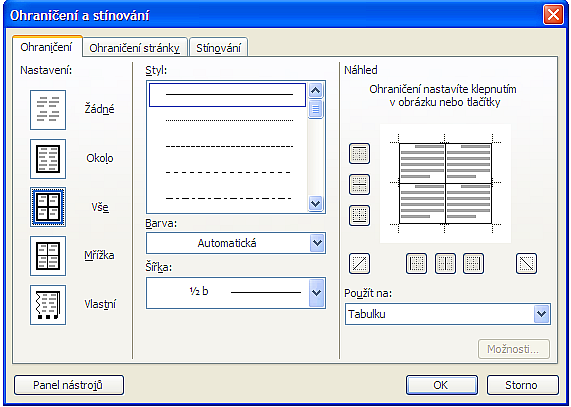 Ohraničení a stínování
Ohraničení
Ohraničení stránky
Stínování
Nastavení:
Žádné
Okolo
Vše
Mřížka
Vlastní
Styl:
Barva:
Automatická
Šířka:
½ b
Náhled
Ohraničení nastavíte klepnutím
v obrázku nebo tlačítky
Použít na:
Tabulku
Možnosti...
Panel nástrojů
OK
Storno